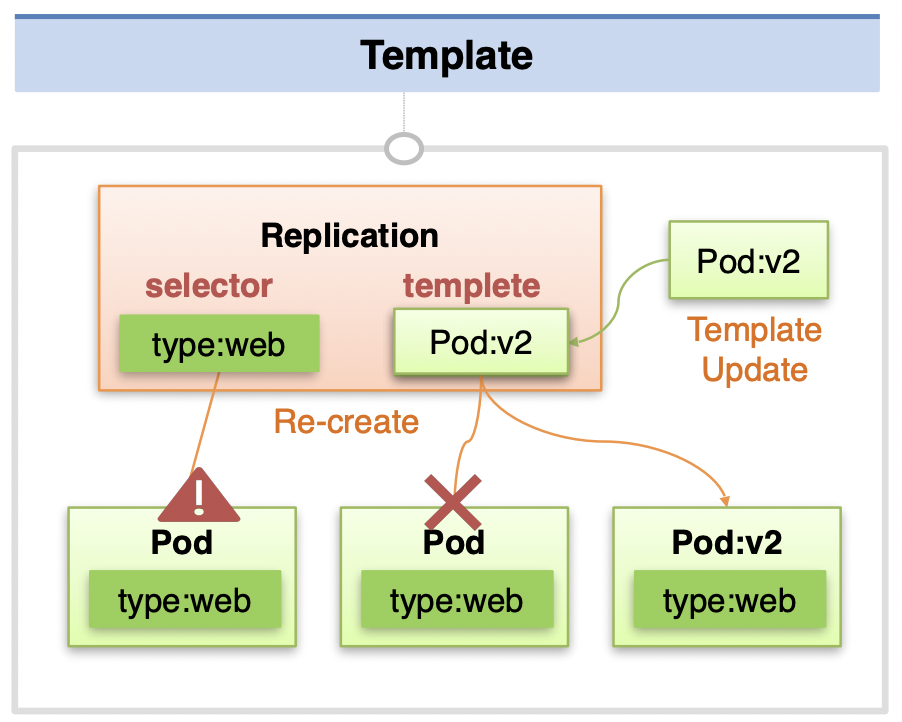 Template
Replication
selector
templete
type:web
Pod:v2
Pod:v2
Template
Update
Re-create
!
Pod
type:web
Pod
type:web
Pod:v2
type:web